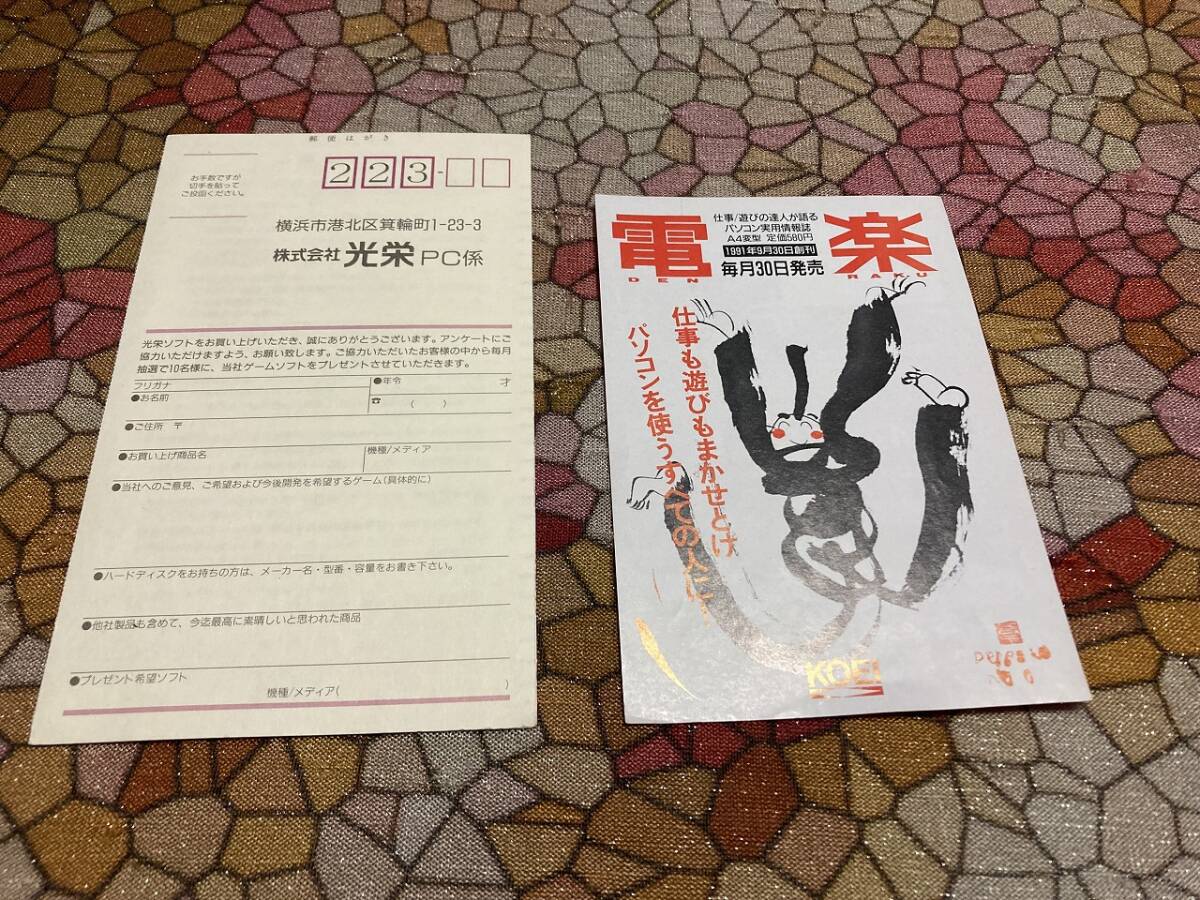 郵便はがき
お手数ですが
切手を貼って
ご投函ください。
223-
横浜市港北区箕輪町1-23-3
株式会社 光栄 PC係
光栄ソフトをお買い上げいただき、誠にありがとうございます。アンケートにご
協力いただけますよう、お願い致します。ご協力いただいたお客様の中から毎月
抽選で10名様に、当社ゲームソフトをプレゼントさせていただきます。
フリガナ
●お名前
●年令 才
☎ ( )
●ご住所 〒
●お買い上げ商品名
機種/メディア
●当社へのご意見、ご希望および今後開発を希望するゲーム(具体的に)
●ハードディスクをお持ちの方は、メーカー名・型番・容量をお書き下さい。
●他社製品も含めて、今迄最高に素晴しいと思われた商品
●プレゼント希望ソフト
機種/メディア( )
電楽
DEN RAKU
仕事/遊びの達人が語る
パソコン実用情報誌
A4変型 定価580円
1991年9月30日創刊
毎月30日発売
仕事も遊びもまかせとけ
パソコンを使うすべての人に!
KOEI